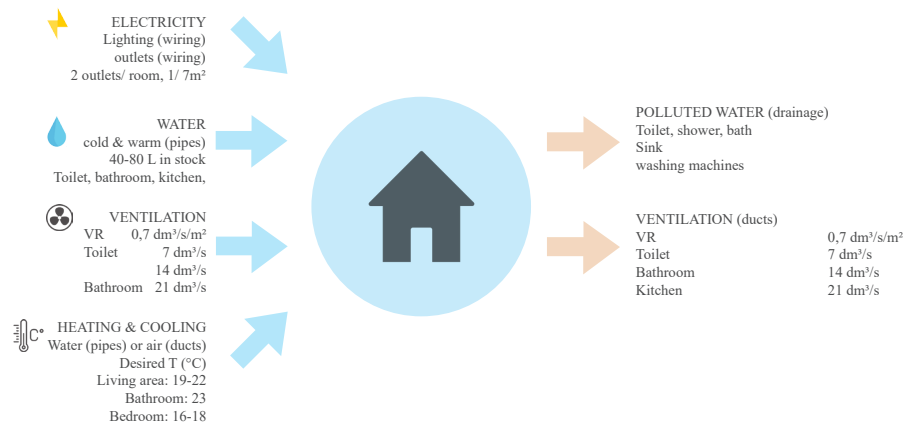 ELECTRICITY
Lighting (wiring)
outlets (wiring)
2 outlets/ room, 1/ 7m²
WATER
cold & warm (pipes)
40-80 L in stock
Toilet, bathroom, kitchen,
VENTILATION
VR 0,7 dm³/s/m²
Toilet 7 dm³/s
14 dm³/s
Bathroom 21 dm³/s
C°
HEATING & COOLING
Water (pipes) or air (ducts)
Desired T (°C)
Living area: 19-22
Bathroom: 23
Bedroom: 16-18
POLLUTED WATER (drainage)
Toilet, shower, bath
Sink
washing machines
VENTILATION (ducts)
VR 0,7 dm³/s/m²
Toilet 7 dm³/s
Bathroom 14 dm³/s
Kitchen 21 dm³/s